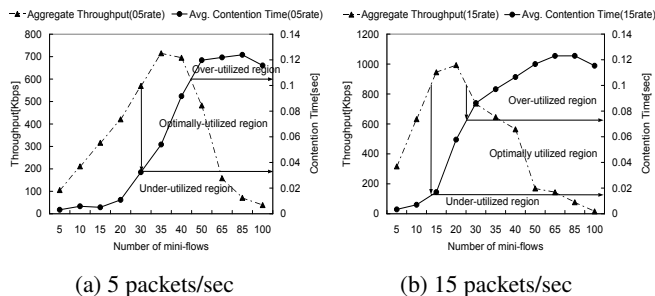 Aggregate Throughput(05rate) Avg. Contention Time(05rate)
800
700
600
500
400
300
200
100
0
Throughput[Kbps]
0.14
0.12
0.1
0.08
0.06
0.04
0.02
0
Contention Time[sec]
Over-utilized region
Optimally-utilized region
Under-utilized region
5 10 15 20 30 35 40 50 65 85 100
Number of mini-flows
(a) 5 packets/sec
Aggregate Throughput(15rate) Avg. Contention Time(15rate)
1200
1000
800
600
400
200
0
Throughput[Kbps]
0.14
0.12
0.1
0.08
0.06
0.04
0.02
0
Contention Time[sec]
Over-utilized region
Optimally utilized region
Under-utilized region
5 10 15 20 30 35 40 50 65 85 100
Number of mini-flows
(b) 15 packets/sec